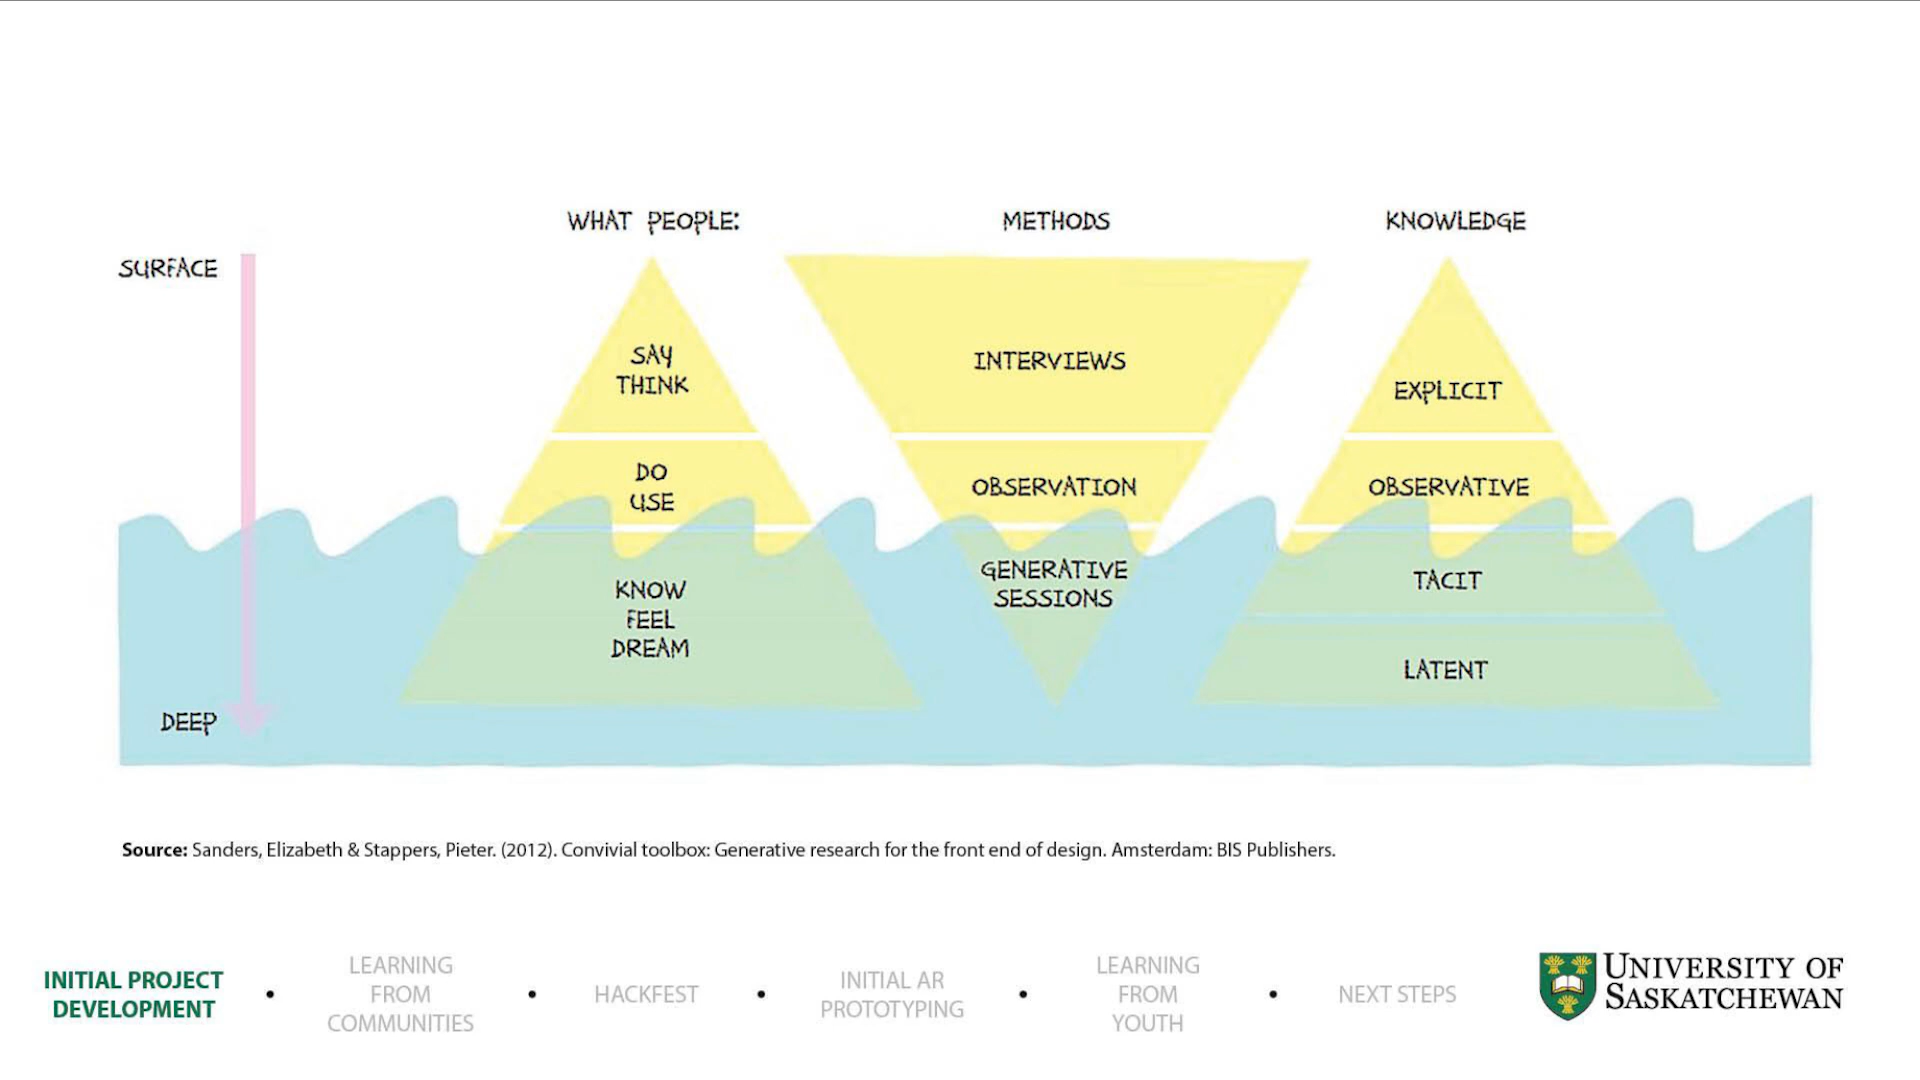 WHAT PEOPLE:
METHODS
KNOWLEDGE
SURFACE
SAY
THINK
INTERVIEWS
EXPLICIT
DO
USE
OBSERVATION
OBSERVATIVE
KNOW
FEEL
DREAM
GENERATIVE
SESSIONS
TACIT
LATENT
DEEP
Source: Sanders, Elizabeth & Stappers, Pieter. (2012). Convivial toolbox: Generative research for the front end of design. Amsterdam: BIS Publishers.
INITIAL PROJECT
DEVELOPMENT
•
LEARNING
FROM
COMMUNITIES
•
HACKFEST
•
INITIAL AR
PROTOTYPING
•
LEARNING
FROM
YOUTH
•
NEXT STEPS
UNIVERSITY OF
SASKATCHEWAN